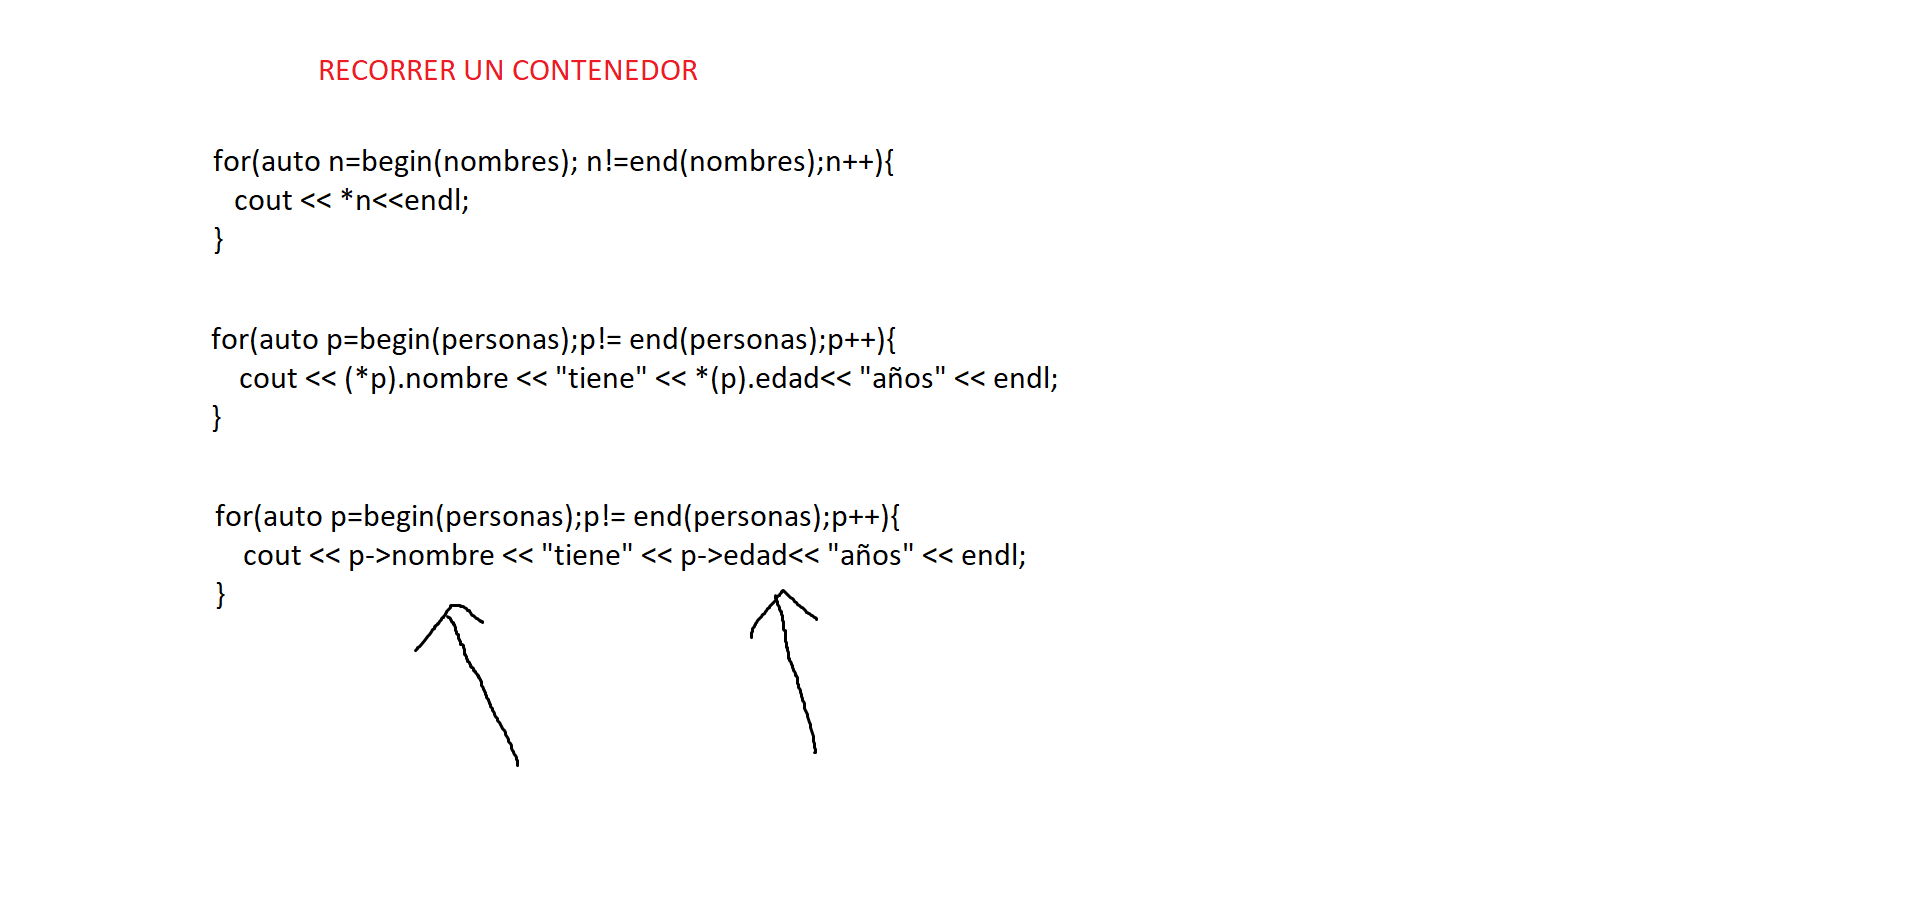 RECORRER UN CONTENEDOR
for(auto n=begin(nombres); n!=end(nombres);n++){
cout << *n<<endl;
}
for(auto p=begin(personas);p!= end(personas);p++){
cout << (*p).nombre << "tiene" << *(p).edad<< "años" << endl;
}
for(auto p=begin(personas);p!= end(personas);p++){
cout << p->nombre << "tiene" << p->edad<< "años" << endl;
}